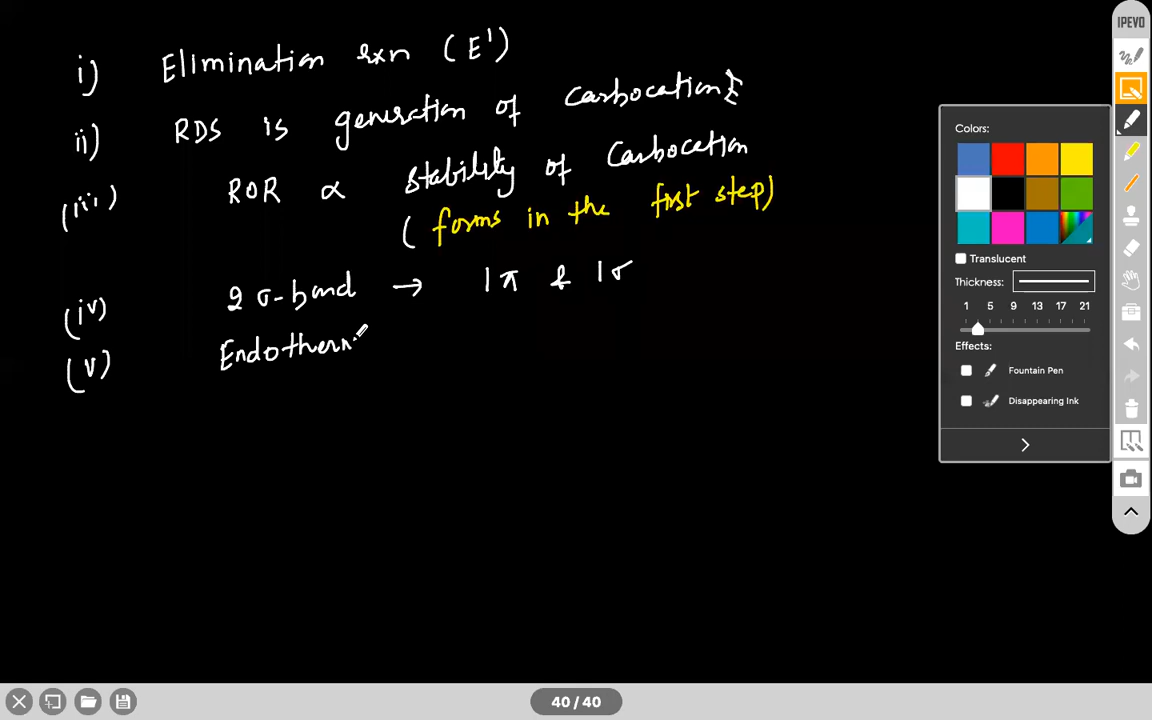 i) Elimination rxn (E')
ii) RDS is generation of carbocation
(iii) ROR ∝ stability of carbocation
(forms in the first step)
(iv) 2 σ-bond → 1π & 1σ
(v) Endotherm
IPEVO
Colors:
Translucent
Thickness:
1 5 9 13 17 21
Effects:
Fountain Pen
Disappearing Ink
40 / 40